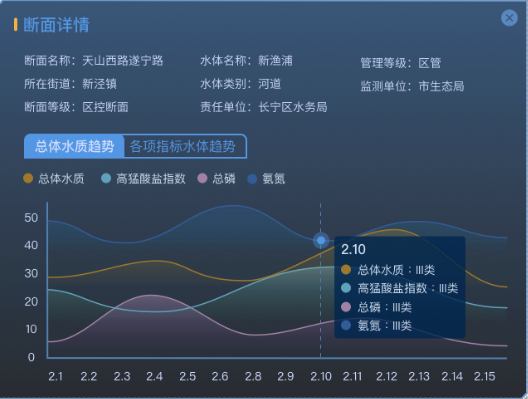 断面详情
断面名称：天山西路遂宁路
水体名称：新渔浦
管理等级：区管
所在街道：新泾镇
水体类别：河道
监测单位：市生态局
断面等级：区控断面
责任单位：长宁区水务局
总体水质趋势 各项指标水体趋势
总体水质 高猛酸盐指数 总磷 氨氮
50
40
30
20
10
0
2.10
总体水质：III类
高猛酸盐指数：III类
总磷：III类
氨氮：III类
2.1 2.2 2.3 2.4 2.5 2.6 2.7 2.8 2.9 2.10 2.11 2.12 2.13 2.14 2.15